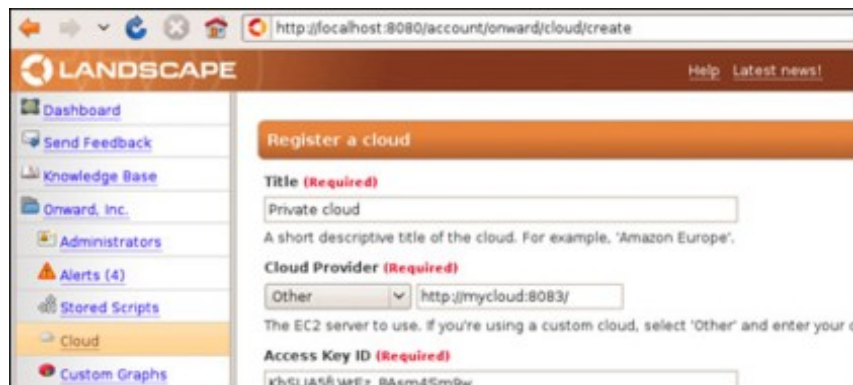 http://localhost:8080/account/onward/cloud/create
LANDSCAPE
Help Latest news!
Dashboard
Send Feedback
Knowledge Base
Onward, Inc.
Administrators
Alerts (4)
Stored Scripts
Cloud
Custom Graphs
Register a cloud
Title (Required)
Private cloud
A short descriptive title of the cloud. For example, 'Amazon Europe'.
Cloud Provider (Required)
Other http://mycloud:8083/
The EC2 server to use. If you're using a custom cloud, select 'Other' and enter your
Access Key ID (Required)